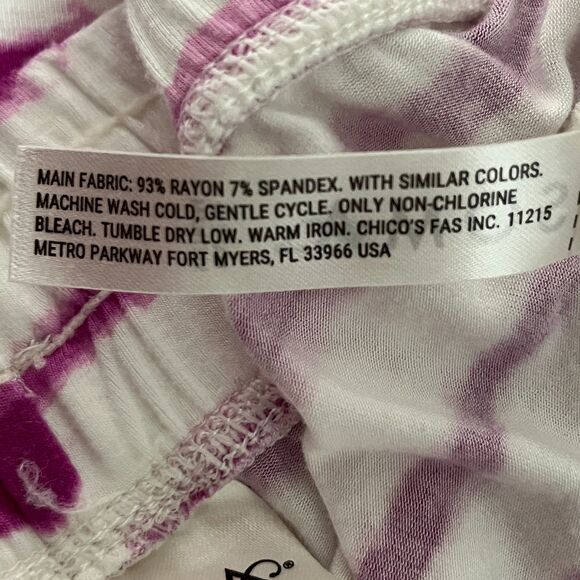 MAIN FABRIC: 93% RAYON 7% SPANDEX. WITH SIMILAR COLORS.
MACHINE WASH COLD, GENTLE CYCLE. ONLY NON-CHLORINE
BLEACH. TUMBLE DRY LOW. WARM IRON. CHICO'S FAS INC. 11215
METRO PARKWAY FORT MYERS, FL 33966 USA